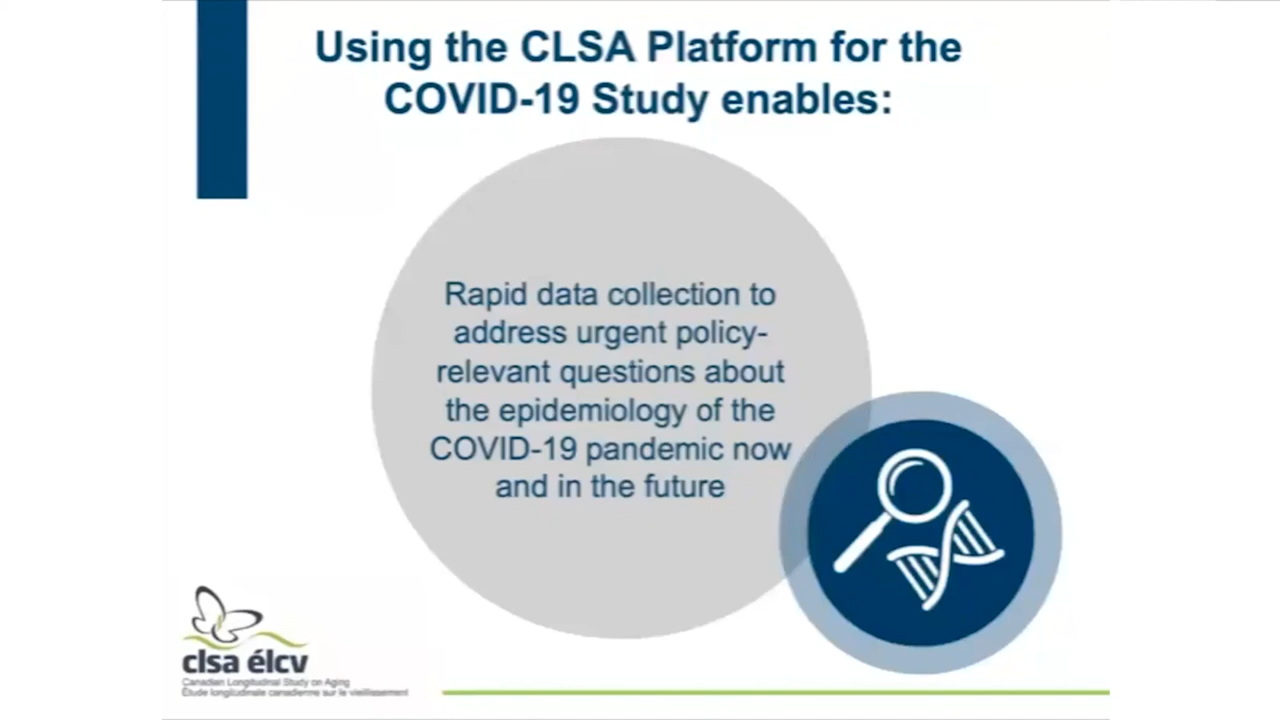 Using the CLSA Platform for the
COVID-19 Study enables:
Rapid data collection to
address urgent policy-
relevant questions about
the epidemiology of the
COVID-19 pandemic now
and in the future
clsa élcv
Canadian Longitudinal Study on Aging
Étude longitudinale canadienne sur le vieillissement